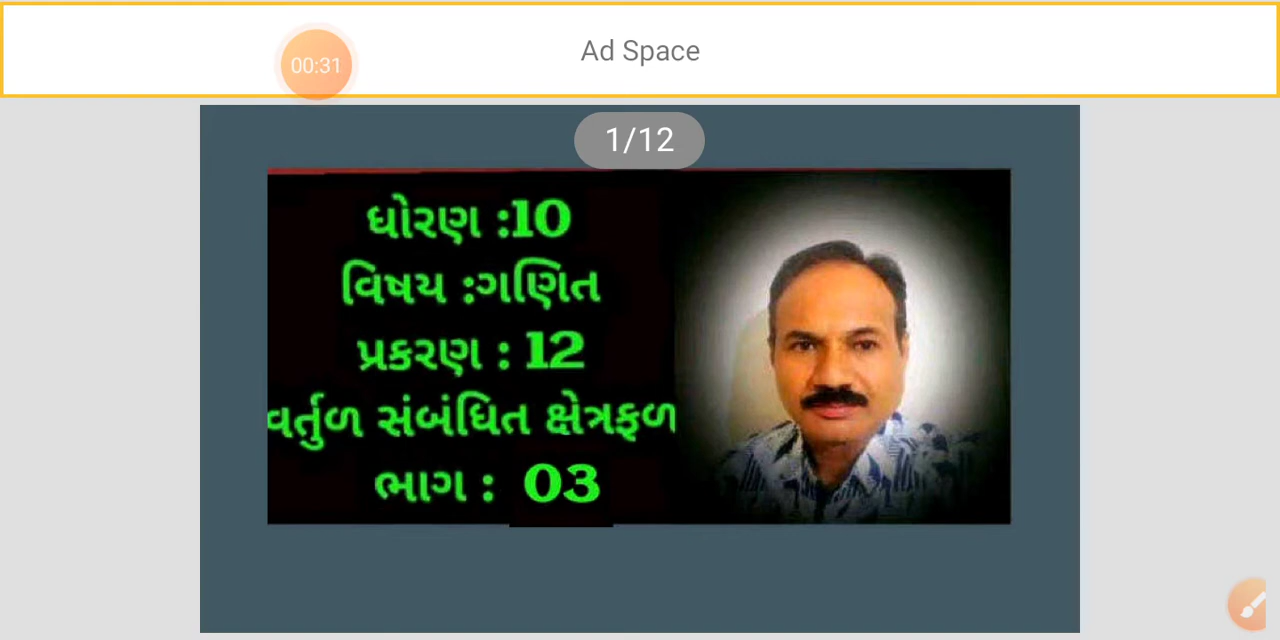 Ad Space
00:31
1/12
ધોરણ :10
વિષય :ગણિત
પ્રકરણ : 12
વર્તુળ સંબંધિત ક્ષેત્રફળ
ભાગ : 03